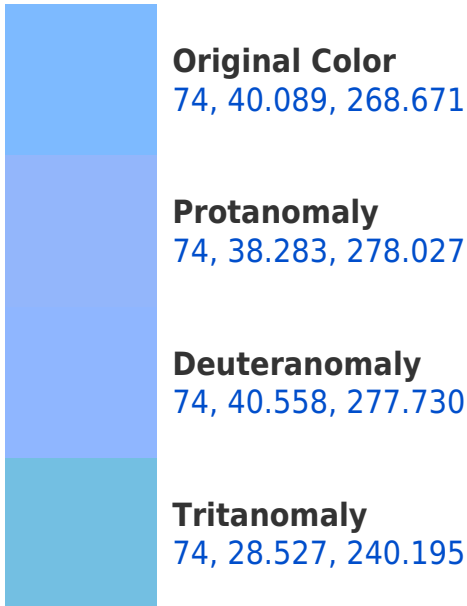 Original Color
74, 40.089, 268.671
Protanomaly
74, 38.283, 278.027
Deuteranomaly
74, 40.558, 277.730
Tritanomaly
74, 28.527, 240.195